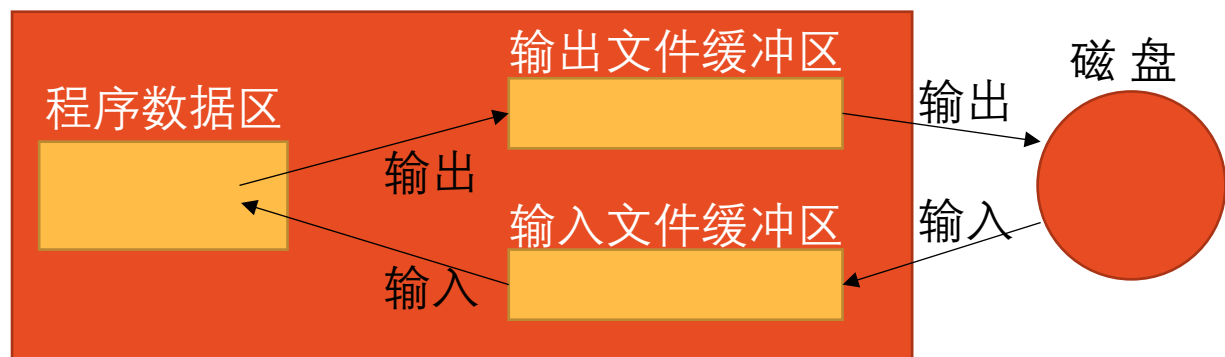 输出文件缓冲区
磁 盘
程序数据区
输出
输出
输入文件缓冲区
输入
输入